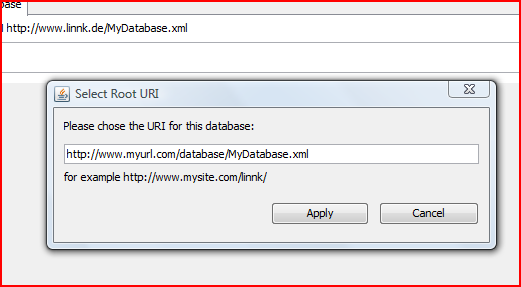 base
http://www.linnk.de/MyDatabase.xml
Select Root URI
Please chose the URI for this database:
http://www.myurl.com/database/MyDatabase.xml
for example http://www.mysite.com/linnk/
Apply Cancel